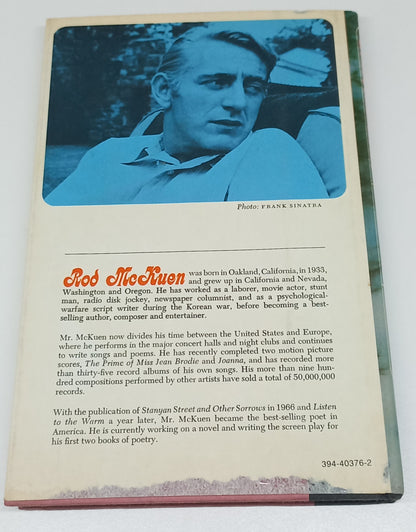 Photo: FRANK SINATRA
Rod McKuen was born in Oakland, California, in 1933,
and grew up in California and Nevada,
Washington and Oregon. He has worked as a laborer, movie actor, stunt
man, radio disk jockey, newspaper columnist, and as a psychological-
warfare script writer during the Korean war, before becoming a best-
selling author, composer and entertainer.
Mr. McKuen now divides his time between the United States and Europe,
where he performs in the major concert halls and night clubs and continues
to write songs and poems. He has recently completed two motion picture
scores, The Prime of Miss Jean Brodie and Joanna, and has recorded more
than thirty-five record albums of his own songs. His more than nine hun-
dred compositions performed by other artists have sold a total of 50,000,000
records.
With the publication of Stanyan Street and Other Sorrows in 1966 and Listen
to the Warm a year later, Mr. McKuen became the best-selling poet in
America. He is currently working on a novel and writing the screen play for
his first two books of poetry.
394-40376-2